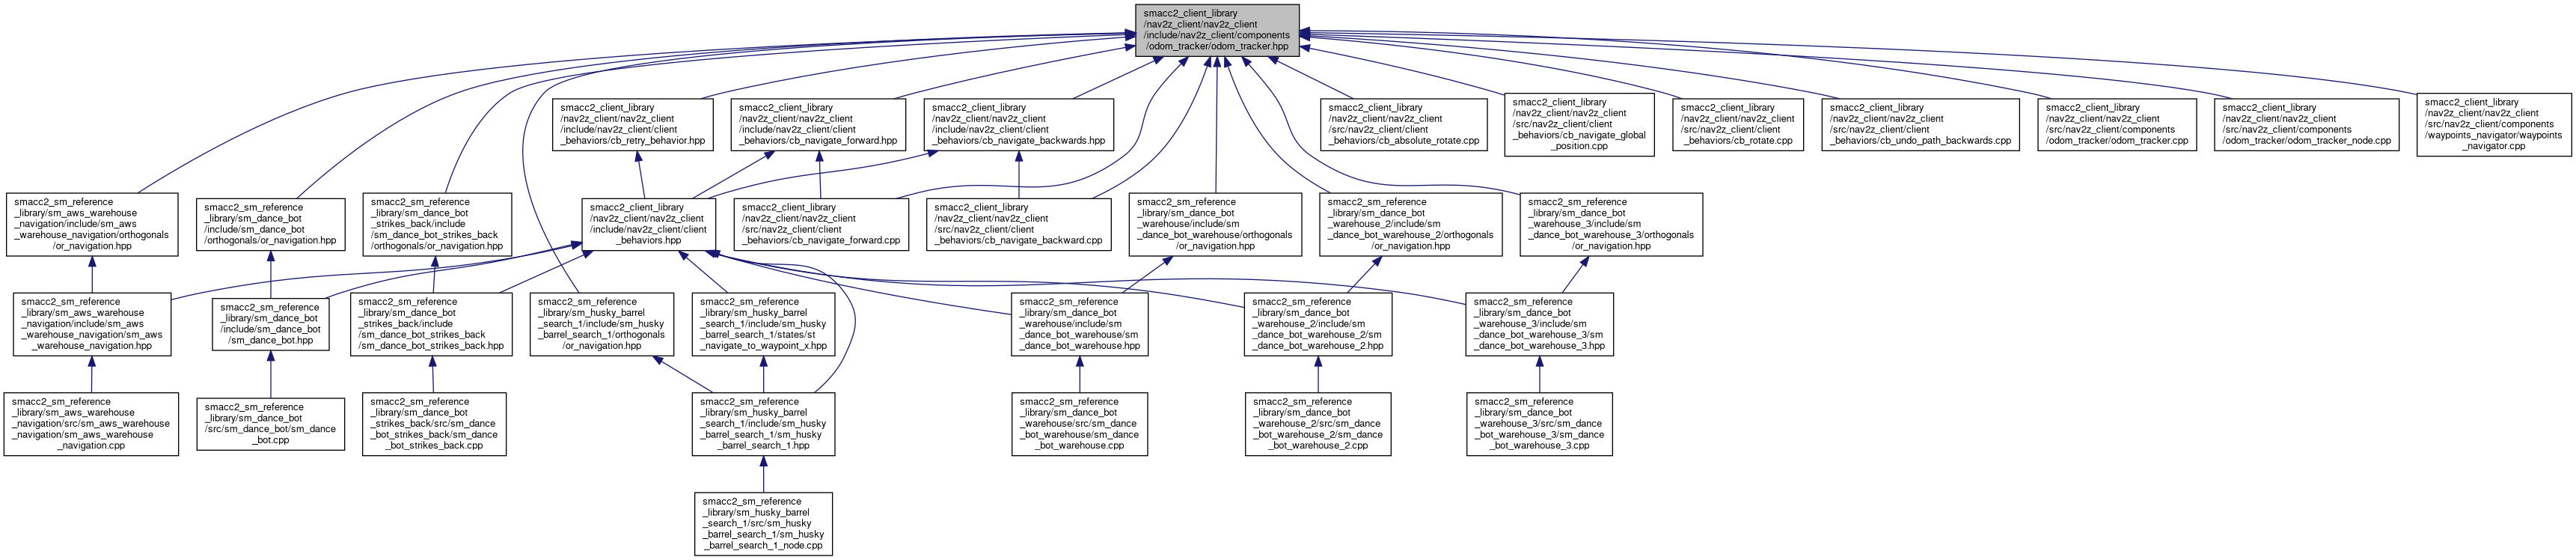 smacc2_client_library
/nav2z_client/nav2z_client
/include/nav2z_client/components
/odom_tracker/odom_tracker.hpp
smacc2_client_library
/nav2z_client/nav2z_client
/include/nav2z_client/client
_behaviors/cb_retry_behavior.hpp
smacc2_client_library
/nav2z_client/nav2z_client
/include/nav2z_client/client
_behaviors/cb_navigate_forward.hpp
smacc2_client_library
/nav2z_client/nav2z_client
/include/nav2z_client/client
_behaviors/cb_navigate_backwards.hpp
smacc2_client_library
/nav2z_client/nav2z_client
/src/nav2z_client/client
_behaviors/cb_absolute_rotate.cpp
smacc2_client_library
/nav2z_client/nav2z_client
/src/nav2z_client/client
_behaviors/cb_navigate_global
_position.cpp
smacc2_client_library
/nav2z_client/nav2z_client
/src/nav2z_client/client
_behaviors/cb_rotate.cpp
smacc2_client_library
/nav2z_client/nav2z_client
/src/nav2z_client/client
_behaviors/cb_undo_path_backwards.cpp
smacc2_client_library
/nav2z_client/nav2z_client
/src/nav2z_client/components
/odom_tracker/odom_tracker.cpp
smacc2_client_library
/nav2z_client/nav2z_client
/src/nav2z_client/components
/odom_tracker/odom_tracker_node.cpp
smacc2_client_library
/nav2z_client/nav2z_client
/src/nav2z_client/components
/waypoints_navigator/waypoints
_navigator.cpp
smacc2_sm_reference
_library/sm_aws_warehouse
_navigation/include/sm_aws
_warehouse_navigation/orthogonals
/or_navigation.hpp
smacc2_sm_reference
_library/sm_dance_bot
/include/sm_dance_bot
/orthogonals/or_navigation.hpp
smacc2_sm_reference
_library/sm_dance_bot
_strikes_back/include
/sm_dance_bot_strikes_back
/orthogonals/or_navigation.hpp
smacc2_client_library
/nav2z_client/nav2z_client
/include/nav2z_client/client
_behaviors.hpp
smacc2_client_library
/nav2z_client/nav2z_client
/src/nav2z_client/client
_behaviors/cb_navigate_forward.cpp
smacc2_client_library
/nav2z_client/nav2z_client
/src/nav2z_client/client
_behaviors/cb_navigate_backward.cpp
smacc2_sm_reference
_library/sm_dance_bot
_warehouse/include/sm
_dance_bot_warehouse/orthogonals
/or_navigation.hpp
smacc2_sm_reference
_library/sm_dance_bot
_warehouse_2/include/sm
_dance_bot_warehouse_2/orthogonals
/or_navigation.hpp
smacc2_sm_reference
_library/sm_dance_bot
_warehouse_3/include/sm
_dance_bot_warehouse_3/orthogonals
/or_navigation.hpp
smacc2_sm_reference
_library/sm_aws_warehouse
_navigation/include/sm_aws
_warehouse_navigation/sm_aws
_warehouse_navigation.hpp
smacc2_sm_reference
_library/sm_dance_bot
/include/sm_dance_bot
/sm_dance_bot.hpp
smacc2_sm_reference
_library/sm_dance_bot
_strikes_back/include
/sm_dance_bot_strikes_back
/sm_dance_bot_strikes_back.hpp
smacc2_sm_reference
_library/sm_husky_barrel
_search_1/include/sm_husky
_barrel_search_1/orthogonals
/or_navigation.hpp
smacc2_sm_reference
_library/sm_husky_barrel
_search_1/include/sm_husky
_barrel_search_1/states/st
_navigate_to_waypoint_x.hpp
smacc2_sm_reference
_library/sm_dance_bot
_warehouse/include/sm
_dance_bot_warehouse/sm
_dance_bot_warehouse.hpp
smacc2_sm_reference
_library/sm_dance_bot
_warehouse_2/include/sm
_dance_bot_warehouse_2/sm
_dance_bot_warehouse_2.hpp
smacc2_sm_reference
_library/sm_dance_bot
_warehouse_3/include/sm
_dance_bot_warehouse_3/sm
_dance_bot_warehouse_3.hpp
smacc2_sm_reference
_library/sm_aws_warehouse
_navigation/src/sm_aws_warehouse
_navigation/sm_aws_warehouse
_navigation.cpp
smacc2_sm_reference
_library/sm_dance_bot
/src/sm_dance_bot/sm_dance
_bot.cpp
smacc2_sm_reference
_library/sm_dance_bot
_strikes_back/src/sm_dance
_bot_strikes_back/sm_dance
_bot_strikes_back.cpp
smacc2_sm_reference
_library/sm_husky_barrel
_search_1/include/sm_husky
_barrel_search_1/sm_husky
_barrel_search_1.hpp
smacc2_sm_reference
_library/sm_dance_bot
_warehouse/src/sm_dance
_bot_warehouse/sm_dance
_bot_warehouse.cpp
smacc2_sm_reference
_library/sm_dance_bot
_warehouse_2/src/sm_dance
_bot_warehouse_2/sm_dance
_bot_warehouse_2.cpp
smacc2_sm_reference
_library/sm_dance_bot
_warehouse_3/src/sm_dance
_bot_warehouse_3/sm_dance
_bot_warehouse_3.cpp
smacc2_sm_reference
_library/sm_husky_barrel
_search_1/src/sm_husky
_barrel_search_1/sm_husky
_barrel_search_1_node.cpp